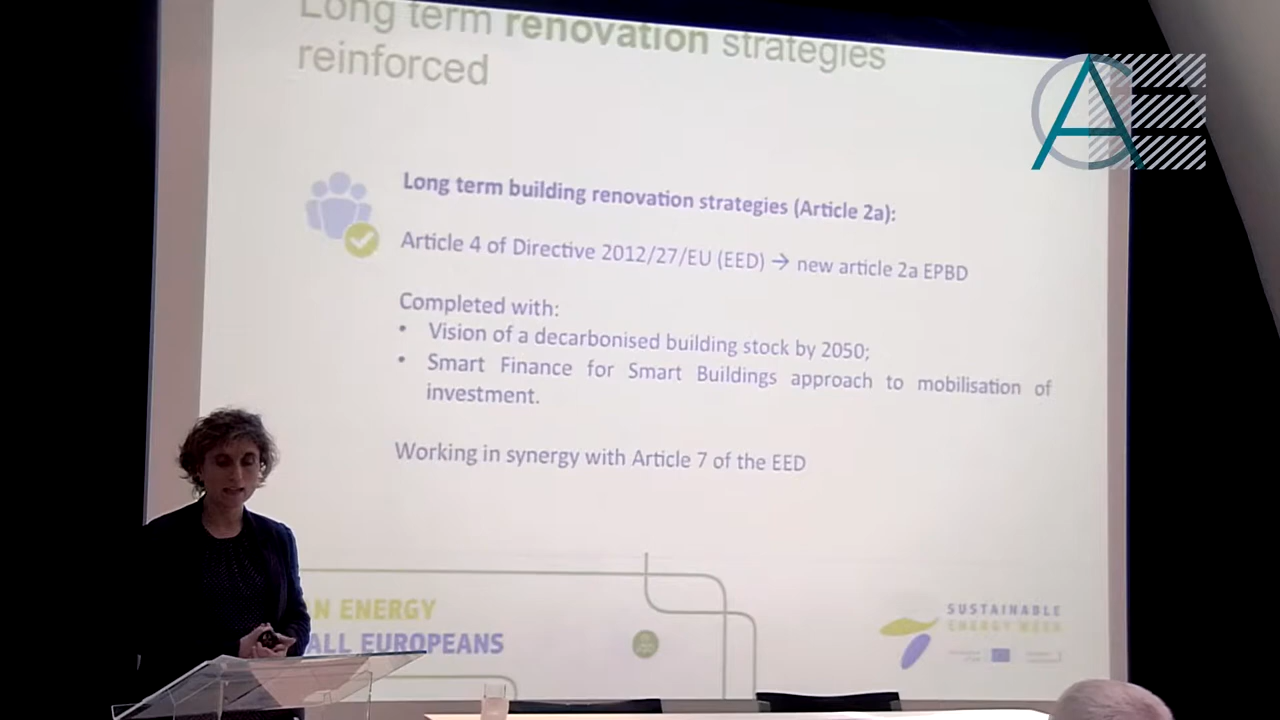 Long term renovation strategies
reinforced
Long term building renovation strategies (Article 2a):
Article 4 of Directive 2012/27/EU (EED) → new article 2a EPBD
Completed with:
• Vision of a decarbonised building stock by 2050;
• Smart Finance for Smart Buildings approach to mobilisation of
investment.
Working in synergy with Article 7 of the EED
N ENERGY
ALL EUROPEANS
SUSTAINABLE
ENERGY WEEK
ACE